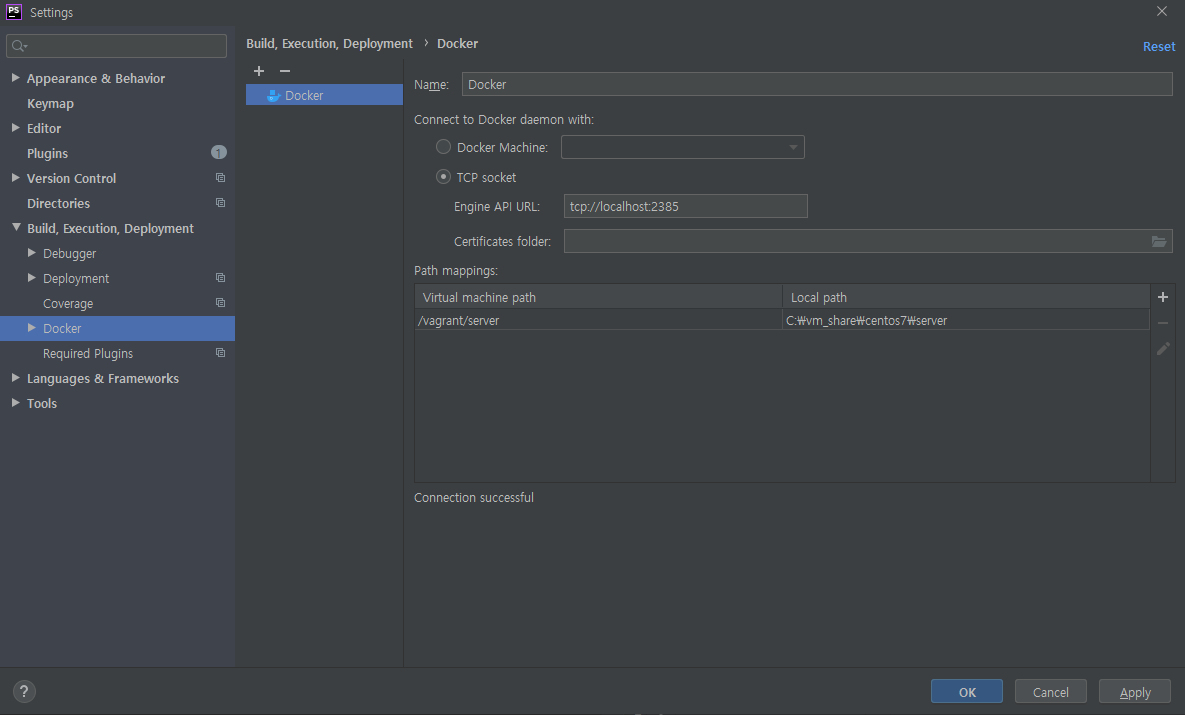 PS Settings
Build, Execution, Deployment › Docker
Reset
Appearance & Behavior
Keymap
Editor
Plugins 1
Version Control
Directories
Build, Execution, Deployment
Debugger
Deployment
Coverage
Docker
Required Plugins
Languages & Frameworks
Tools
Docker
Name: Docker
Connect to Docker daemon with:
Docker Machine:
TCP socket
Engine API URL: tcp://localhost:2385
Certificates folder:
Path mappings:
Virtual machine path Local path
/vagrant/server C:₩vm_share₩centos7₩server
Connection successful
? OK Cancel Apply